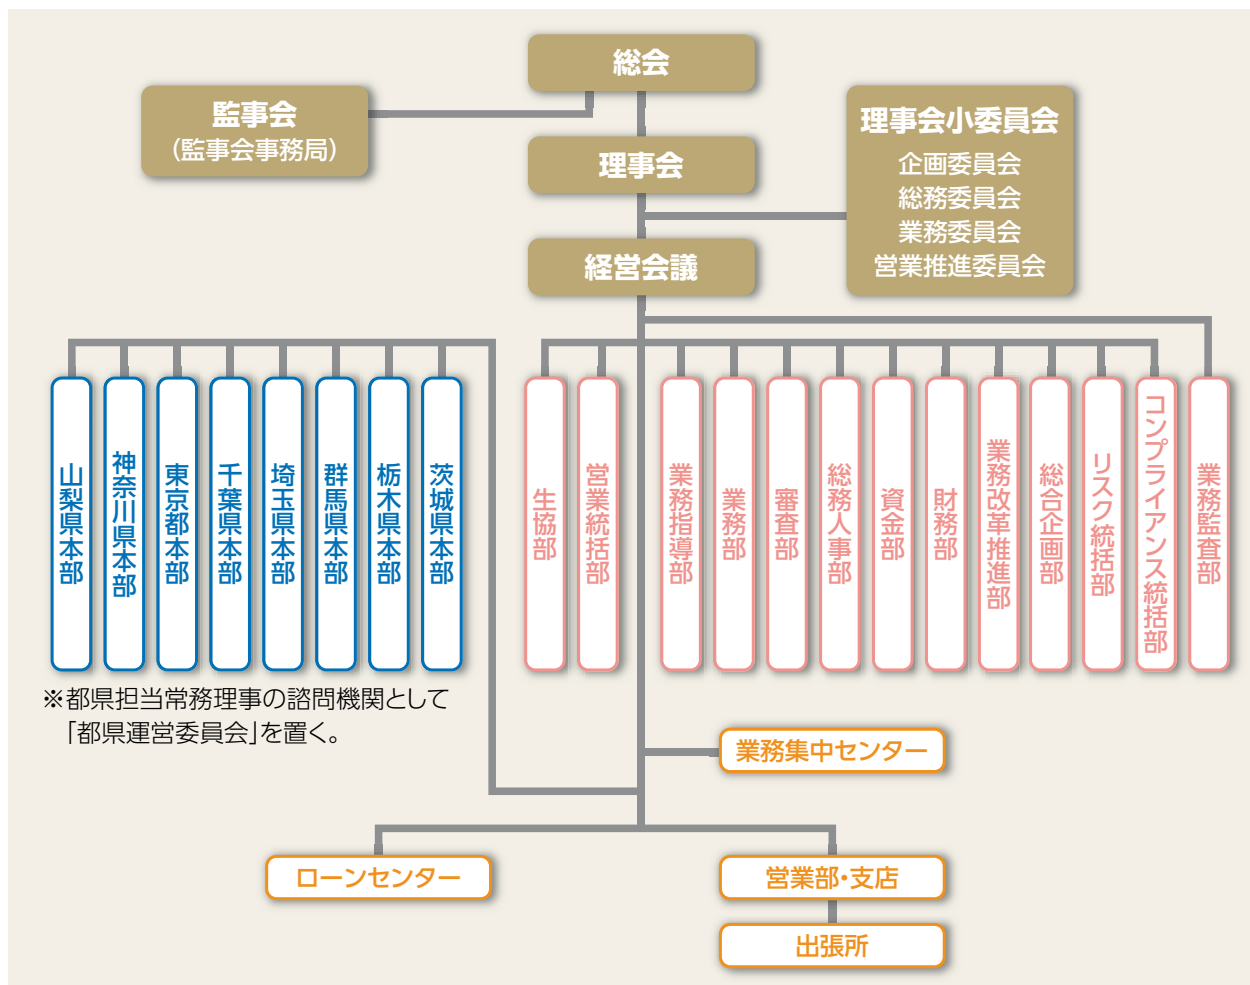 総会
監事会
（監事会事務局）
理事会小委員会
企画委員会
総務委員会
業務委員会
営業推進委員会
理事会
経営会議
山梨県本部
神奈川県本部
東京都本部
千葉県本部
埼玉県本部
群馬県本部
栃木県本部
茨城県本部
生協部
営業統括部
業務指導部
業務部
審査部
総務人事部
資金部
財務部
業務改革推進部
総合企画部
リスク統括部
コンプライアンス統括部
業務監査部
※都県担当常務理事の諮問機関として
「都県運営委員会」を置く。
業務集中センター
ローンセンター
営業部・支店
出張所